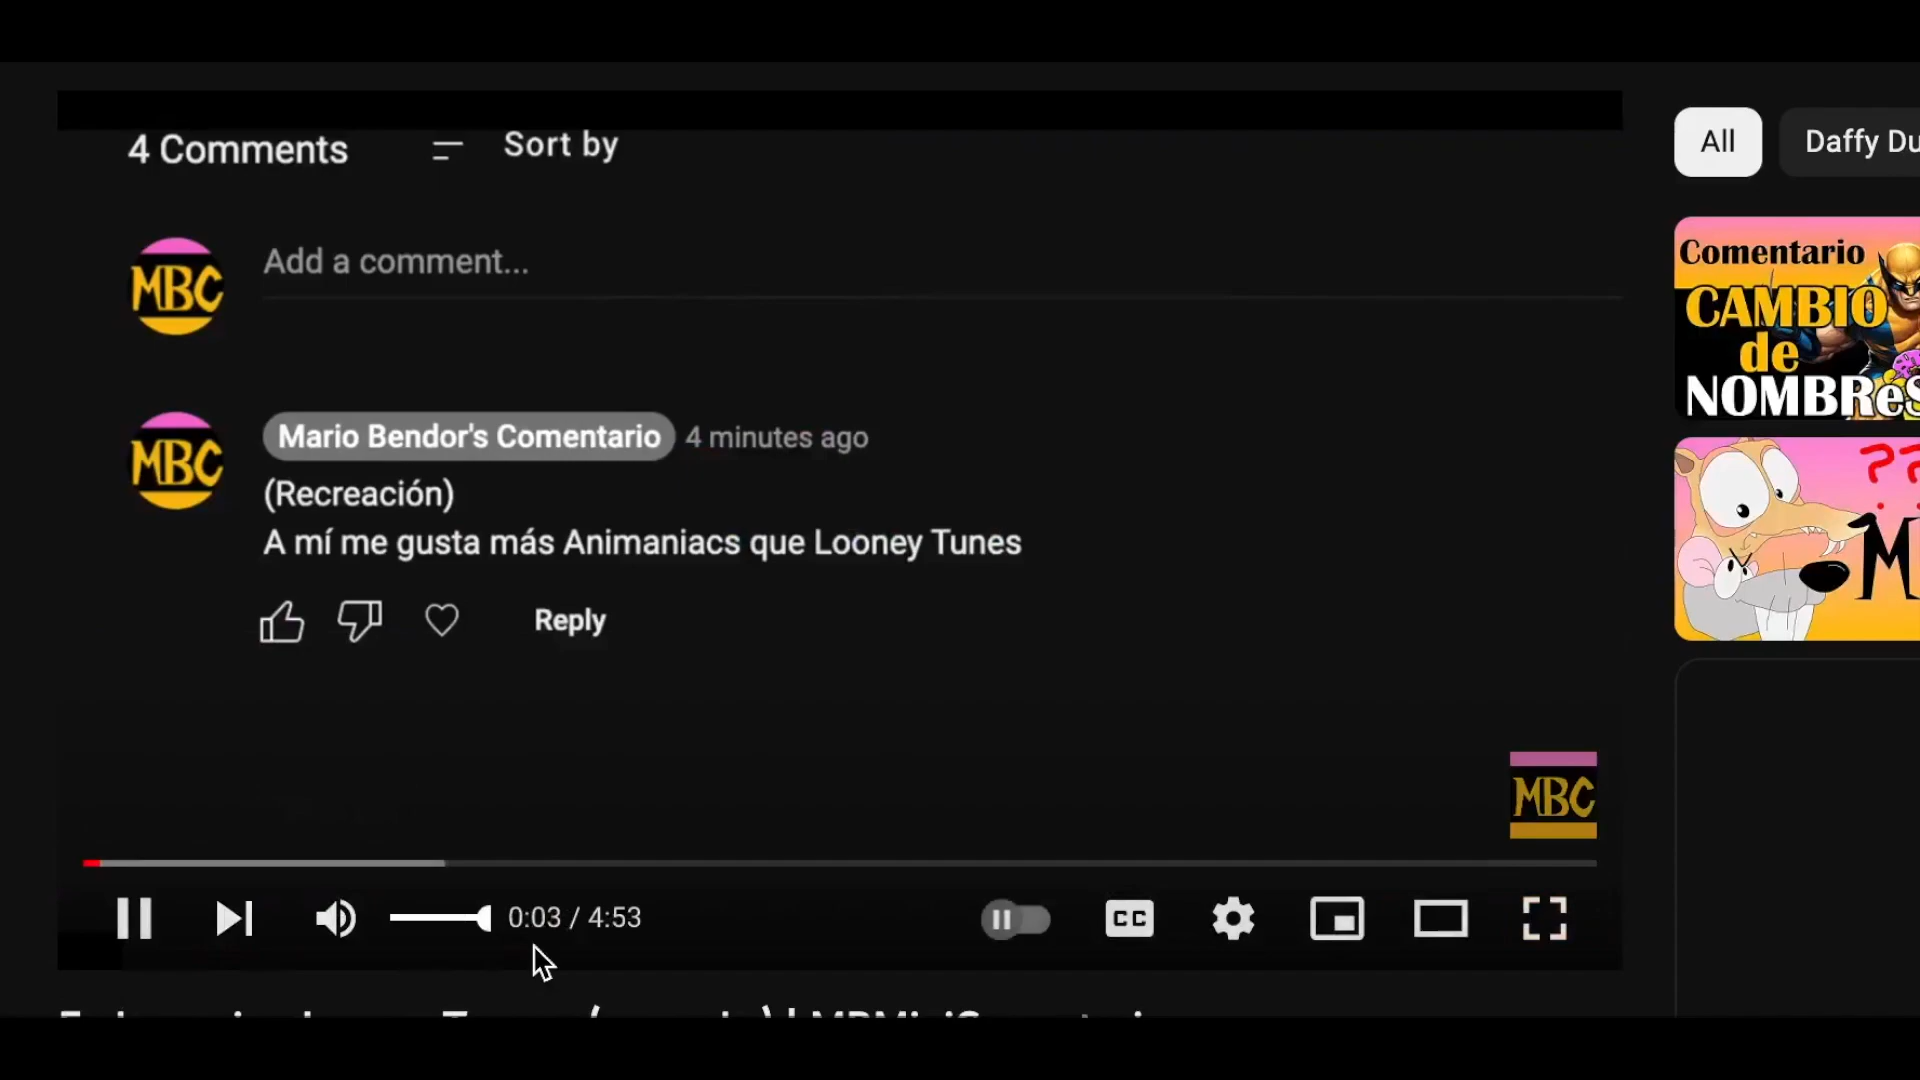 4 Comments
Sort by
All
Daffy Du
MBC
Add a comment...
Comentario
CAMBIO
de
NOMBReS
MBC
Mario Bendor's Comentario 4 minutes ago
(Recreación)
A mí me gusta más Animaniacs que Looney Tunes
Reply
??
M
MBC
0:03 / 4:53
CC